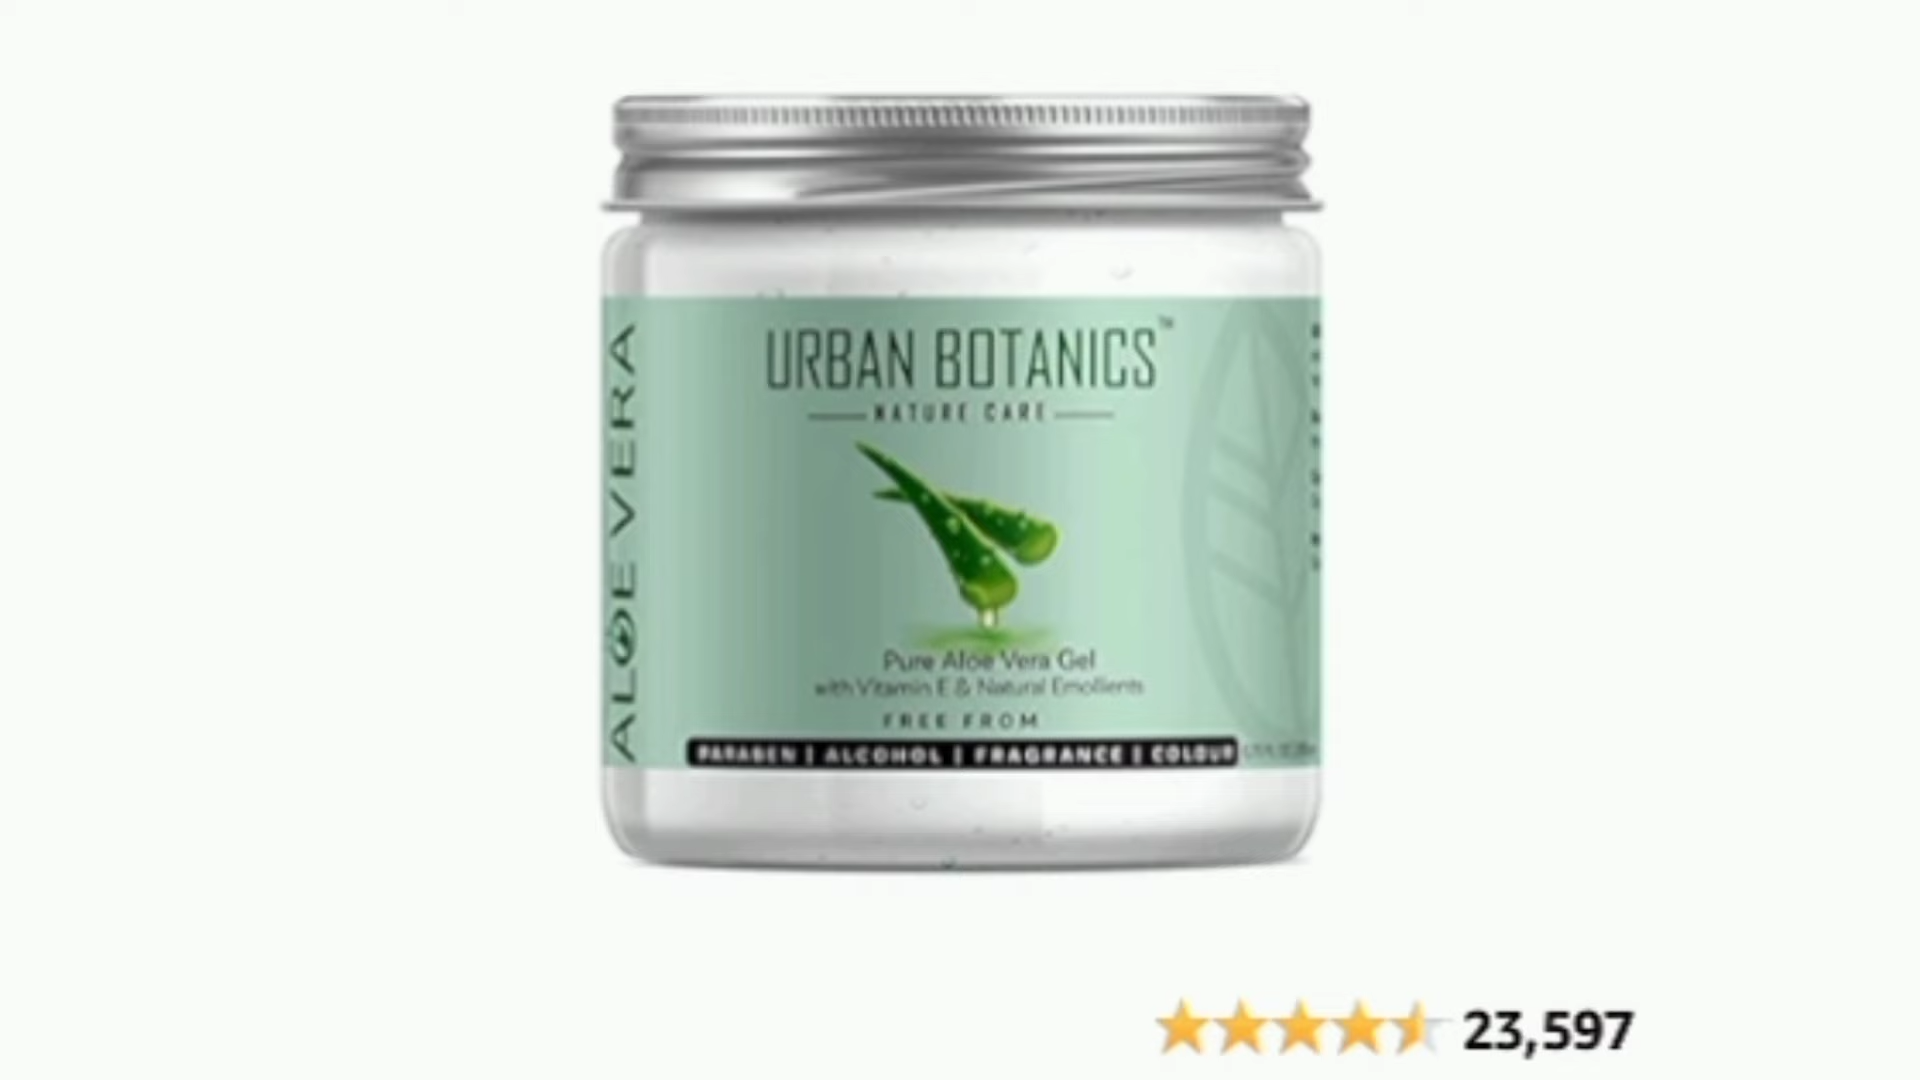 URBAN BOTANICS™
NATURE CARE
ALOE VERA
Pure Aloe Vera Gel
with Vitamin E & Natural Emollients
FREE FROM
PARABEN | ALCOHOL | FRAGRANCE | COLOUR
23,597